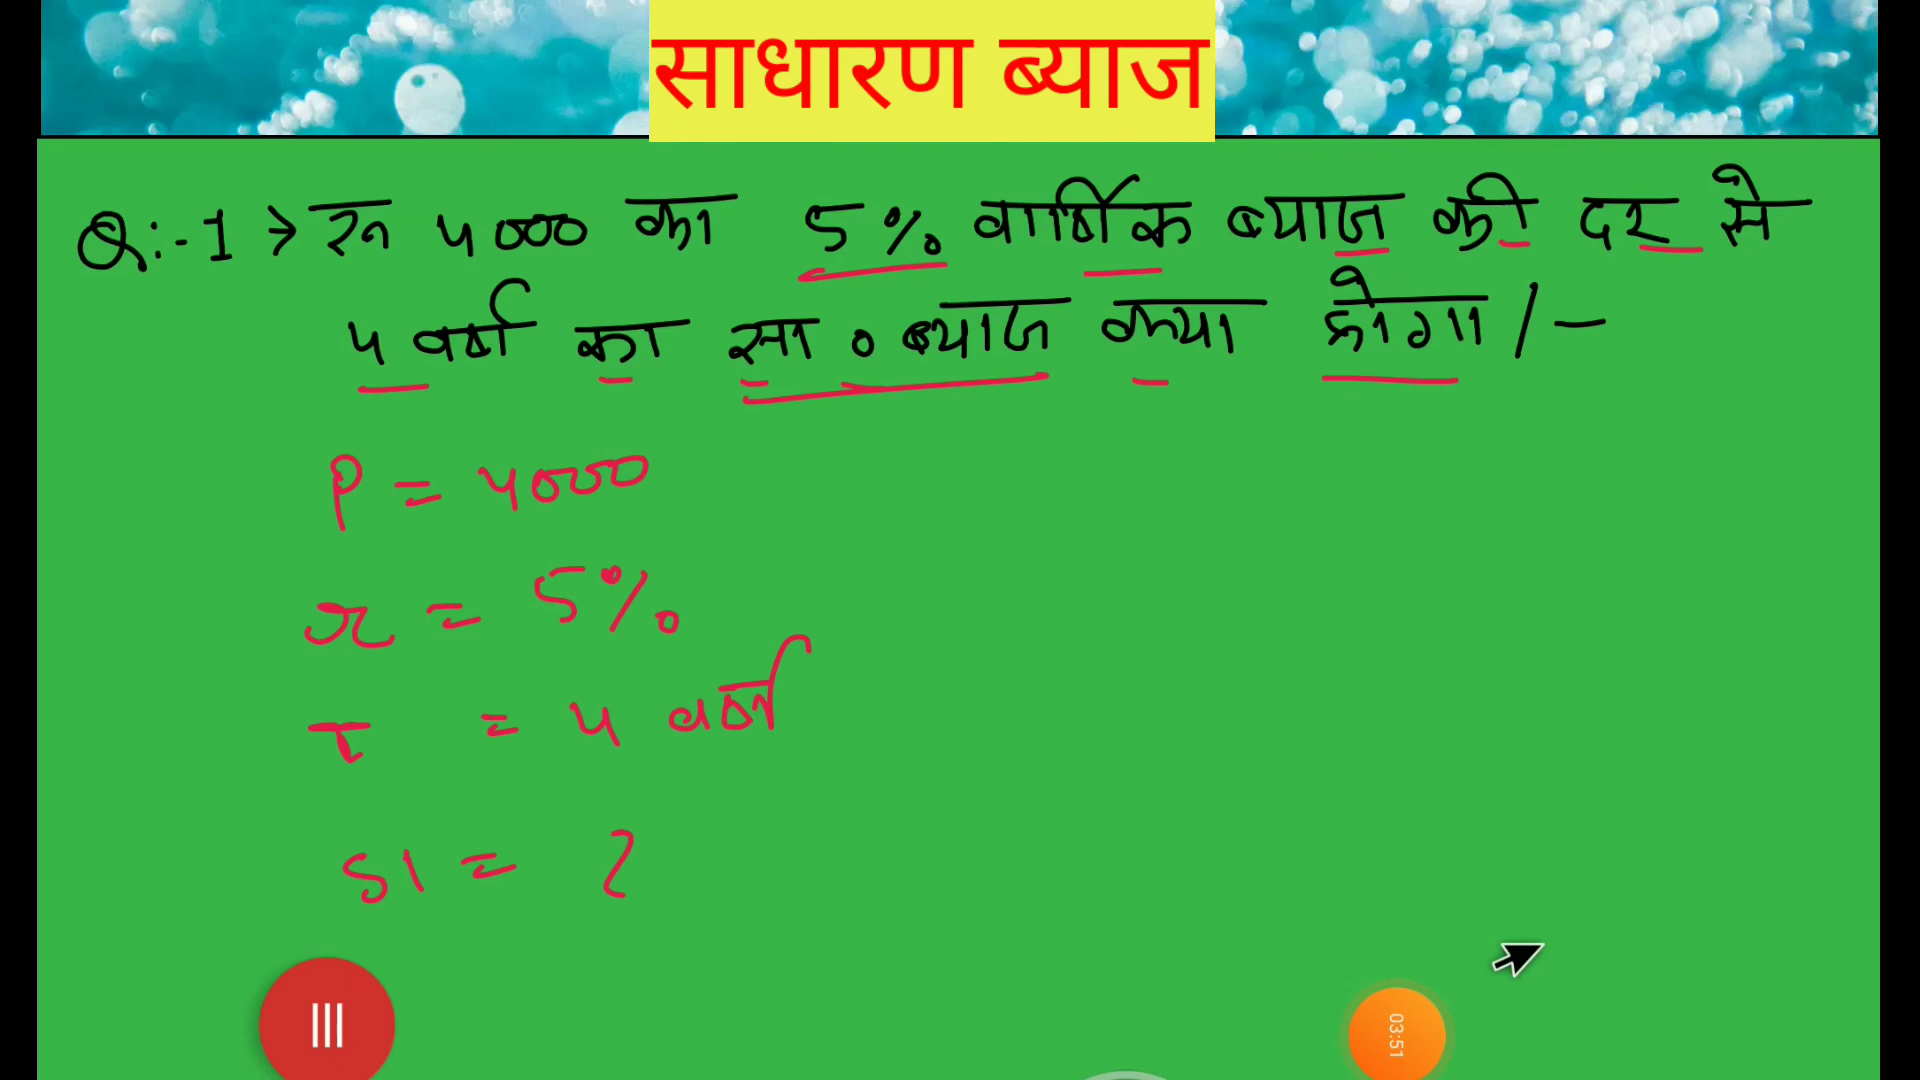 साधारण ब्याज
Q:-1 → रू 4000 का 5% वार्षिक ब्याज की दर से
4 वर्ष का सा० ब्याज क्या होगा /-
P = 4000
r = 5%
T = 4 वर्ष
SI = ?
03:51